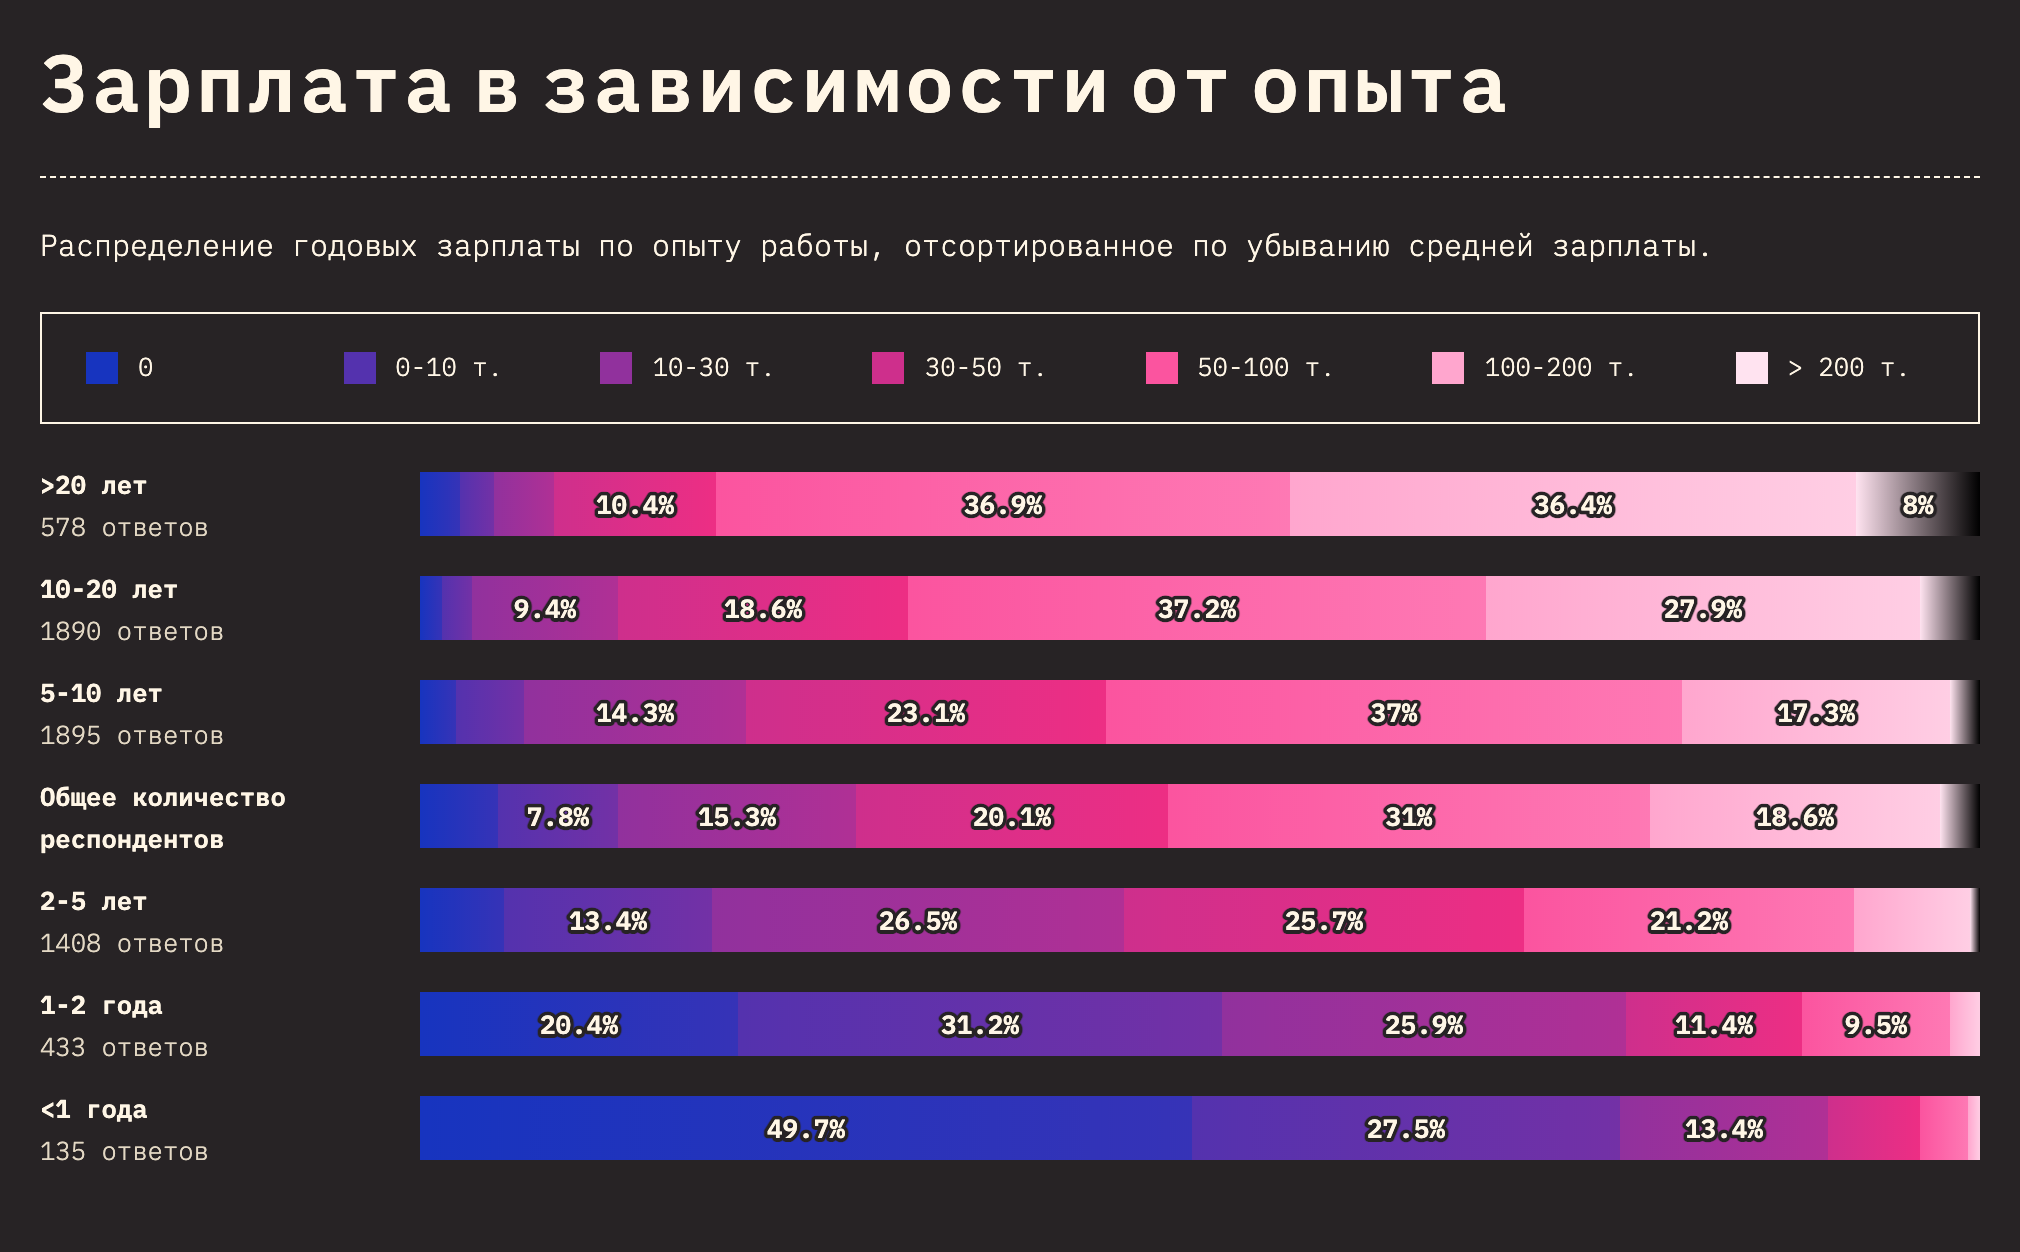 Зарплата в зависимости от опыта
Распределение годовых зарплаты по опыту работы, отсортированное по убыванию средней зарплаты.
0 0-10 т. 10-30 т. 30-50 т. 50-100 т. 100-200 т. > 200 т.
>20 лет
578 ответов
10.4% 36.9% 36.4% 8%
10-20 лет
1890 ответов
9.4% 18.6% 37.2% 27.9%
5-10 лет
1895 ответов
14.3% 23.1% 37% 17.3%
Общее количество
респондентов
7.8% 15.3% 20.1% 31% 18.6%
2-5 лет
1408 ответов
13.4% 26.5% 25.7% 21.2%
1-2 года
433 ответов
20.4% 31.2% 25.9% 11.4% 9.5%
<1 года
135 ответов
49.7% 27.5% 13.4%